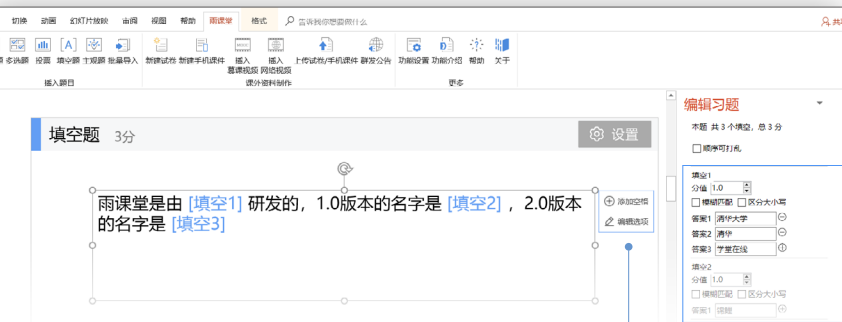 切换 动画 幻灯片放映 审阅 视图 帮助 雨课堂 格式 告诉我你想要做什么
多选题 投票 填空题 主观题 批量导入 新建试卷 新建手机课件 插入慕课视频 插入网络视频 上传试卷/手机课件 群发公告 功能设置 功能介绍 帮助 关于
插入题目 课外资料制作 更多
编辑习题
填空题 3分 设置
本题 共 3 个填空，总 3 分
顺序可打乱
雨课堂是由 [填空1] 研发的，1.0版本的名字是 [填空2] ，2.0版本
的名字是 [填空3]
添加空格
编辑选项
填空1
分值 1.0
模糊匹配 区分大小写
答案1 清华大学
答案2 清华
答案3 学堂在线
填空2
分值 1.0
模糊匹配 区分大小写
答案1